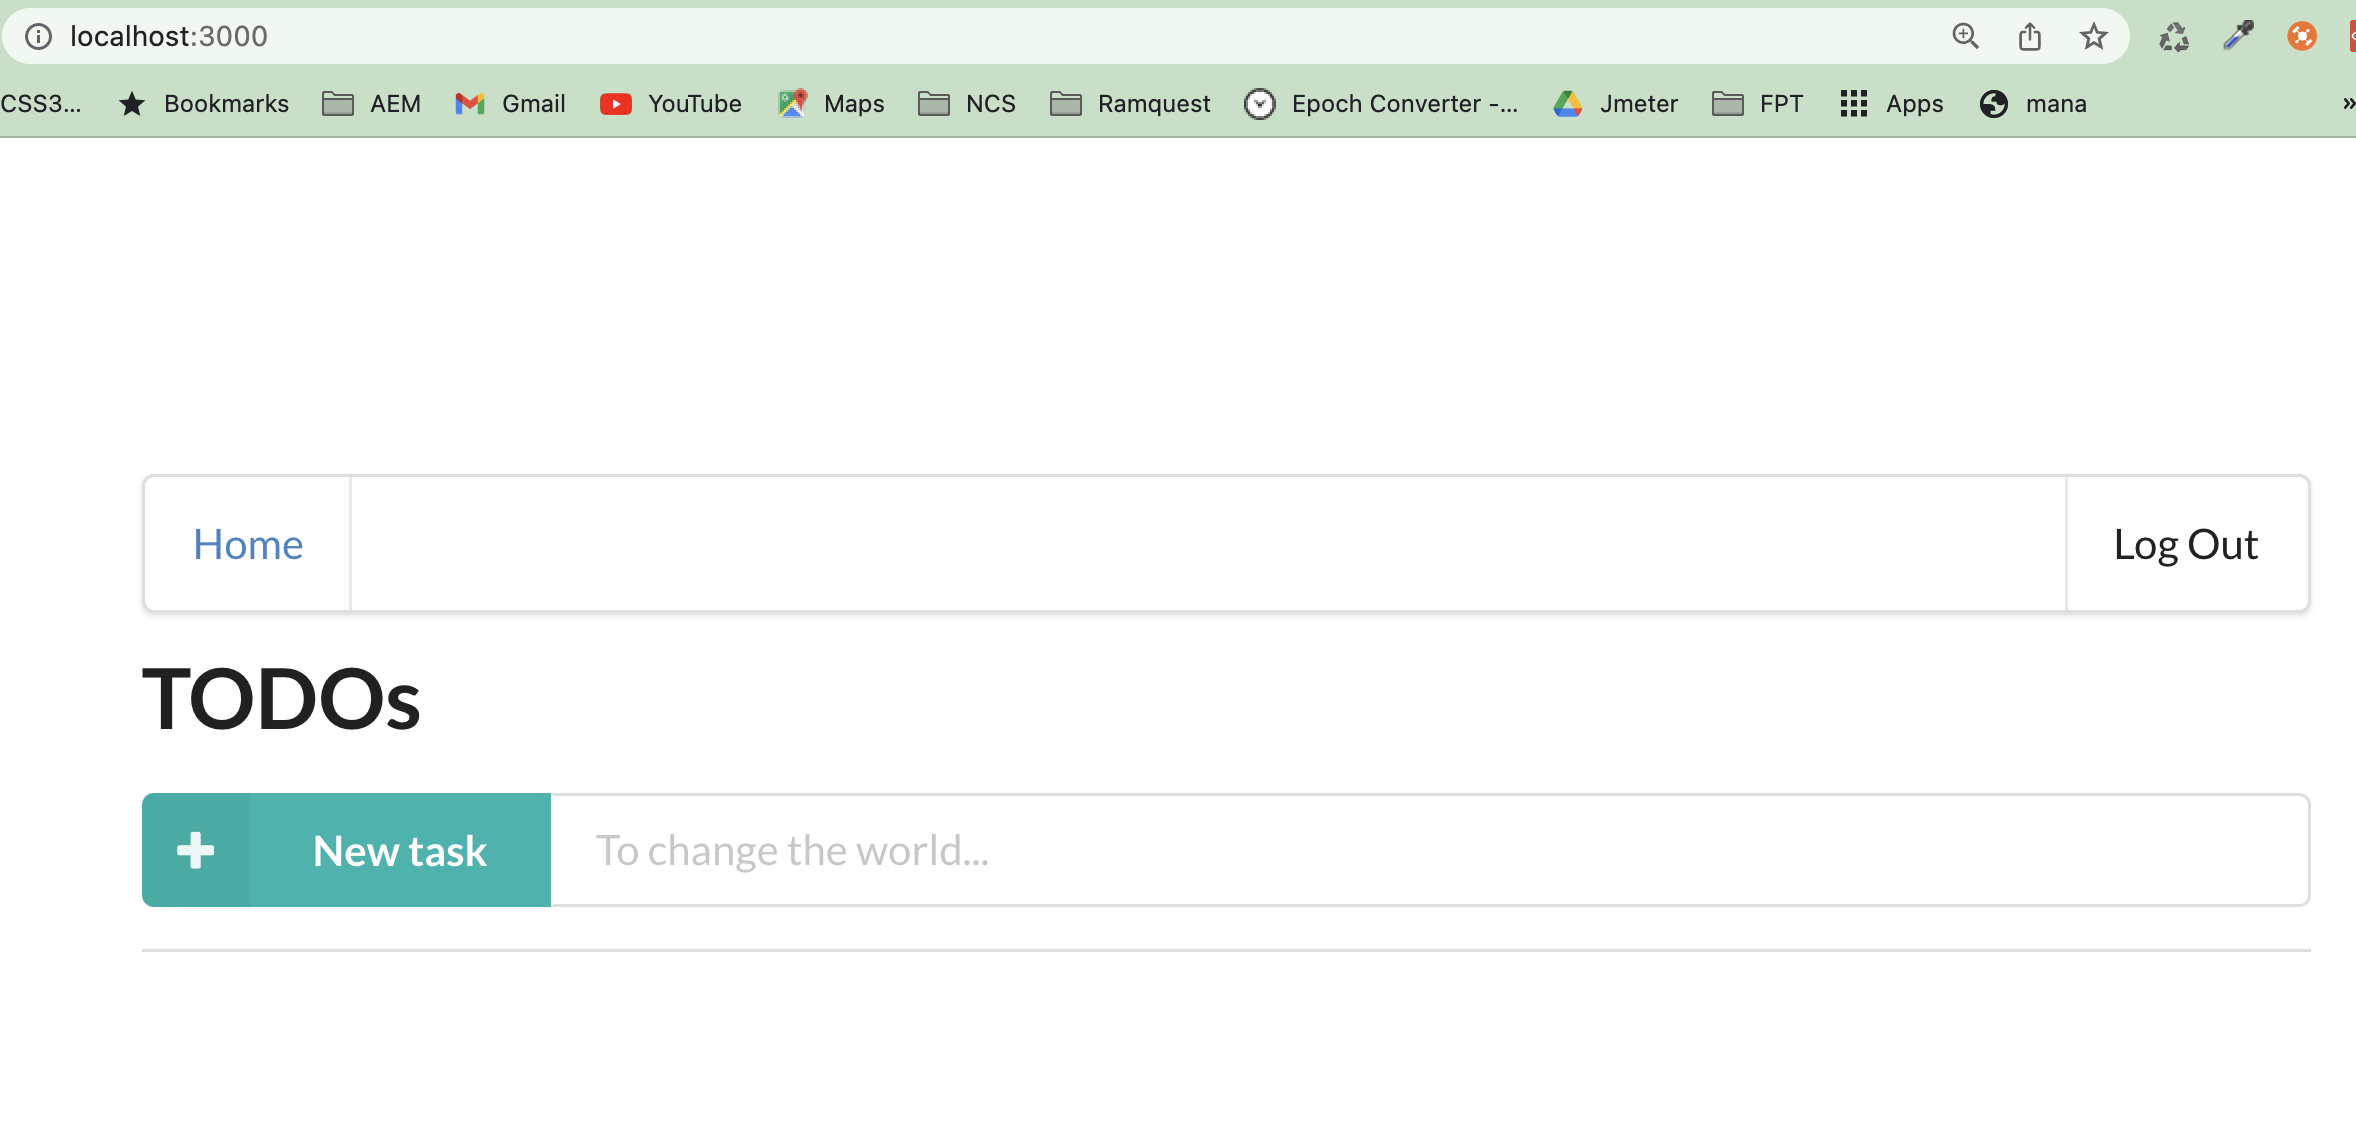 localhost:3000
CSS3... Bookmarks AEM Gmail YouTube Maps NCS Ramquest Epoch Converter -... Jmeter FPT Apps mana »
Home Log Out
TODOs
New task To change the world...